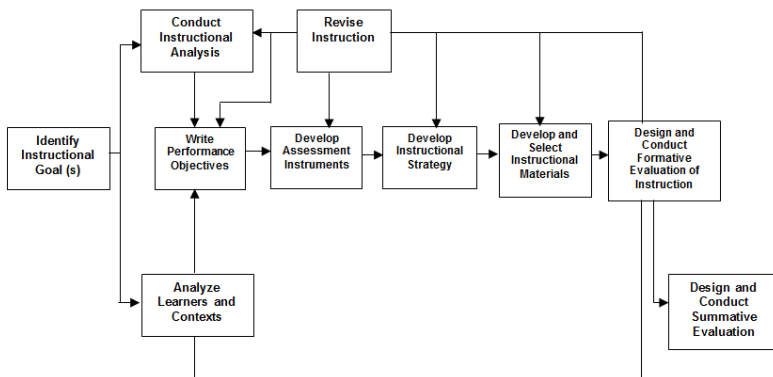 Conduct
Instructional
Analysis
Revise
Instruction
Identify
Instructional
Goal (s)
Write
Performance
Objectives
Develop
Assessment
Instruments
Develop
Instructional
Strategy
Develop and
Select
Instructional
Materials
Design and
Conduct
Formative
Evaluation of
Instruction
Analyze
Learners and
Contexts
Design and
Conduct
Summative
Evaluation